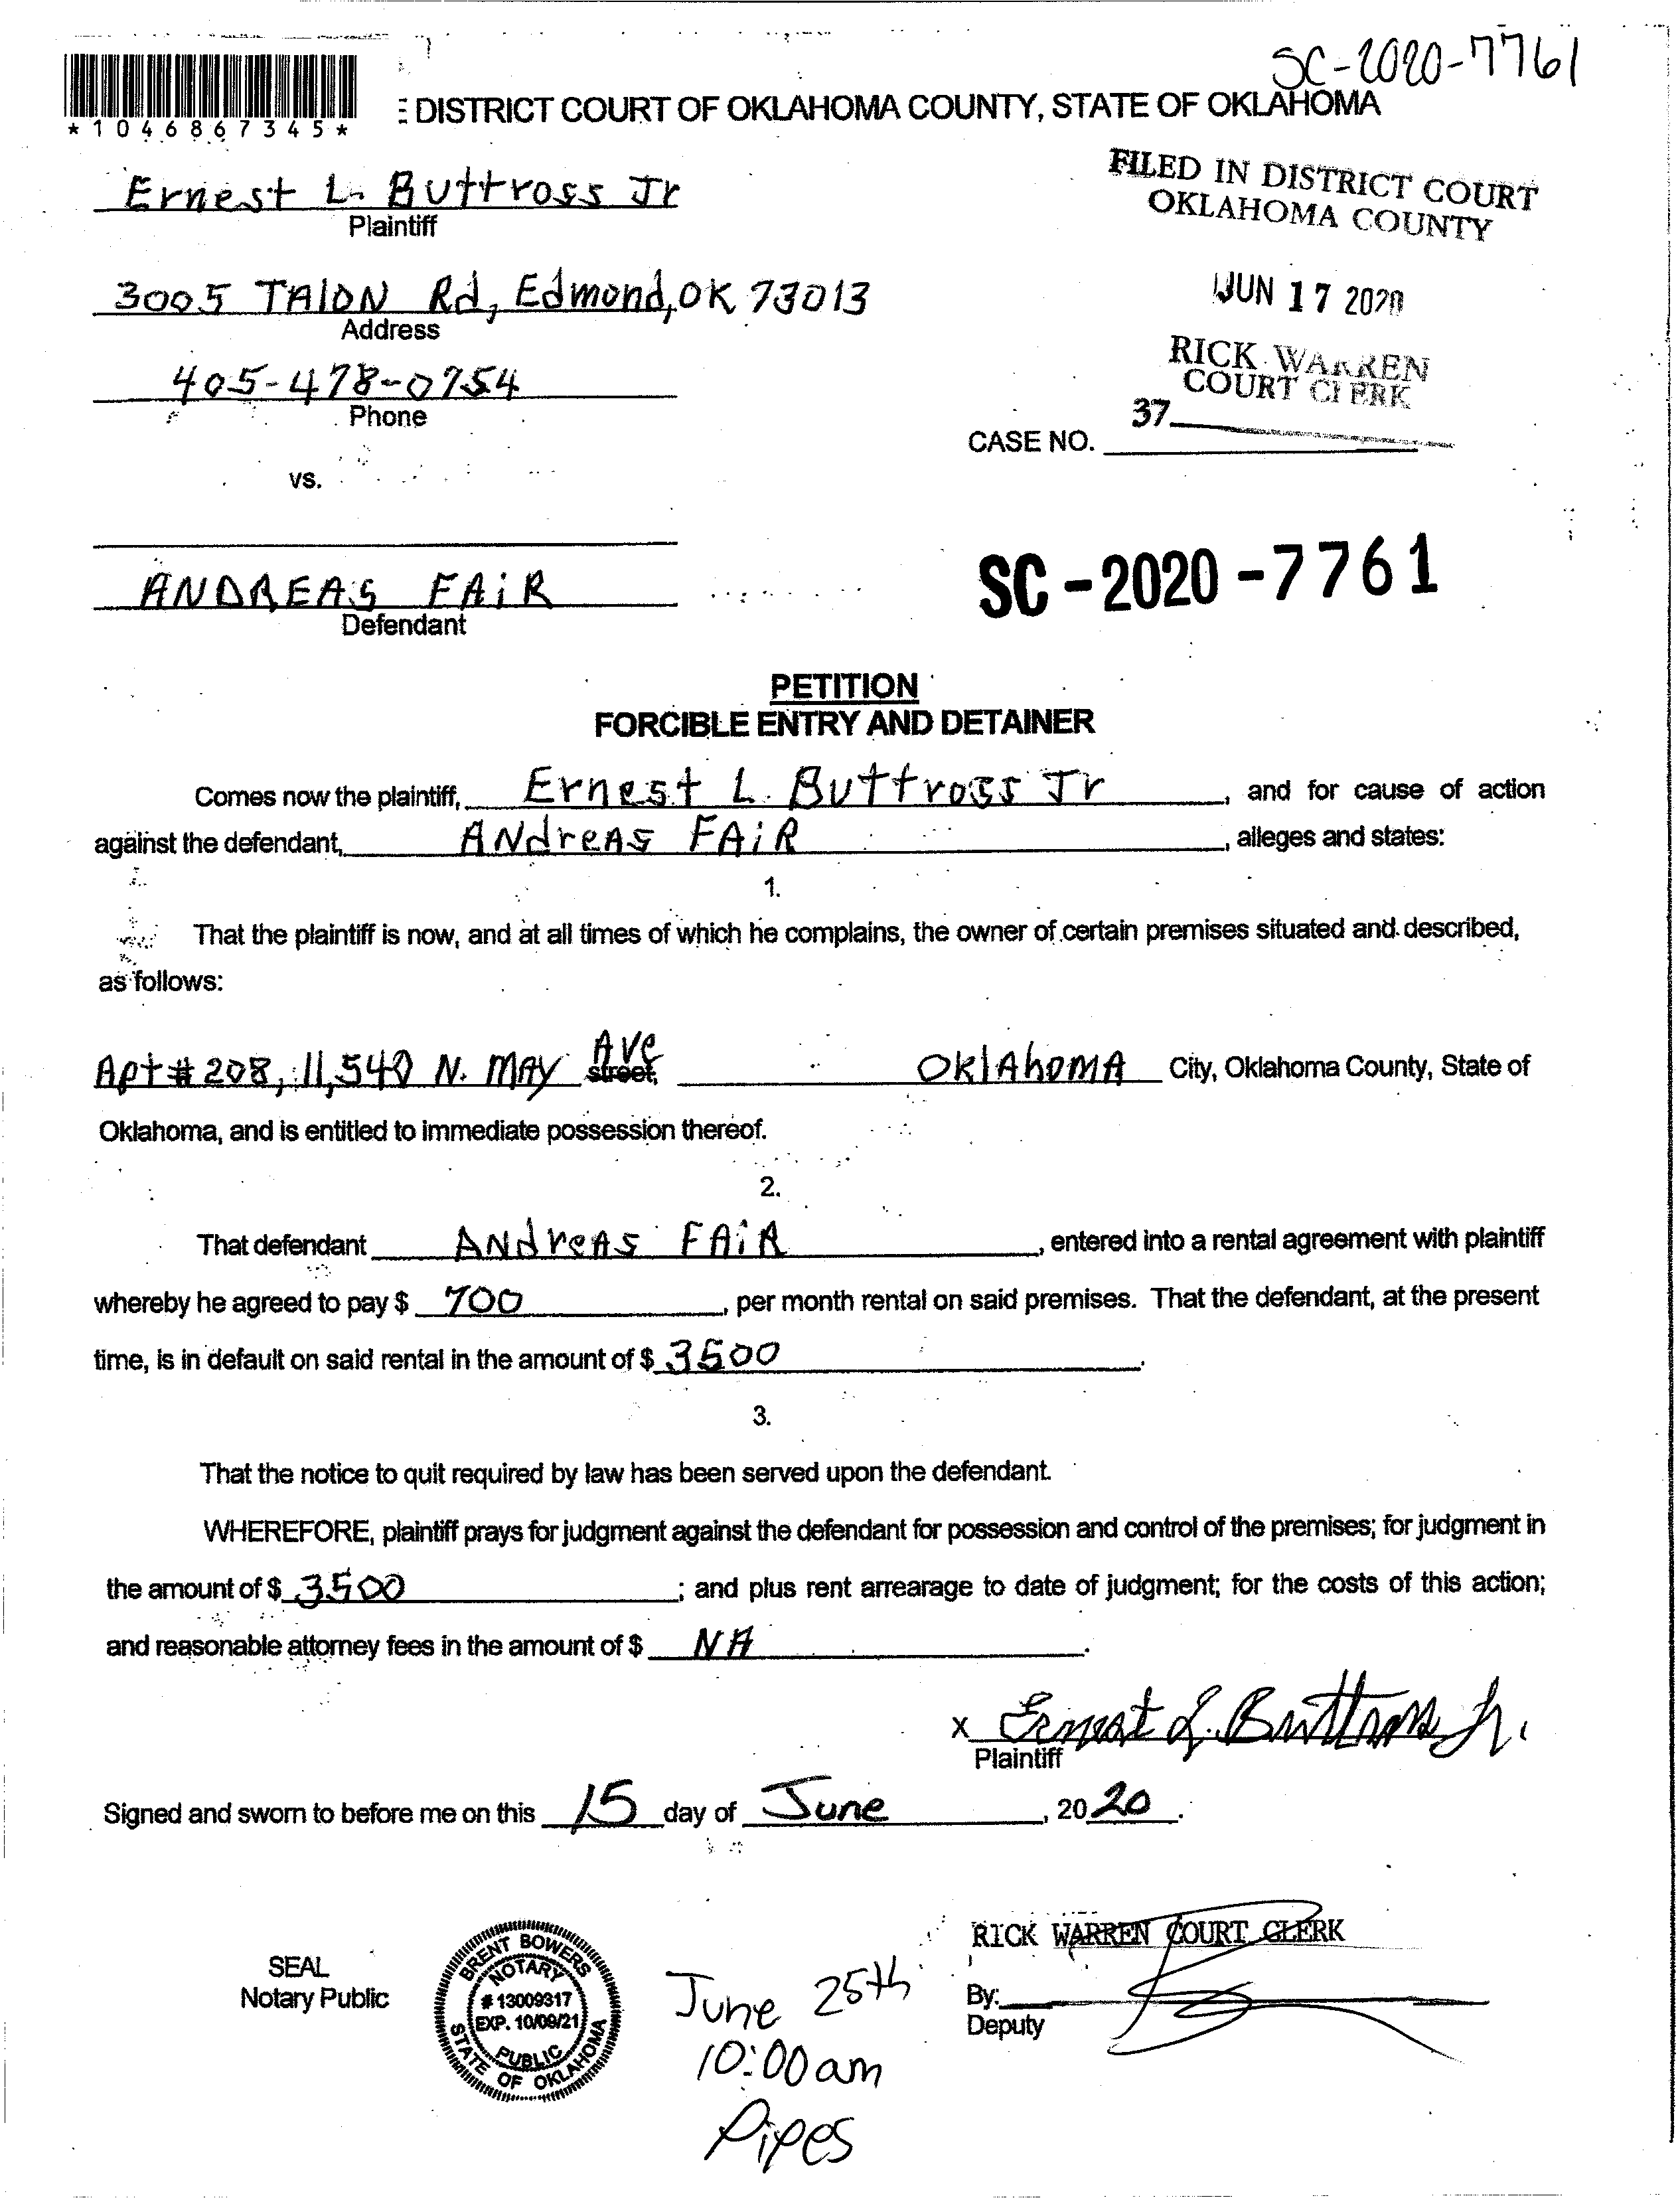 SC-2020-7761
*1046867345*
DISTRICT COURT OF OKLAHOMA COUNTY, STATE OF OKLAHOMA
FILED IN DISTRICT COURT
OKLAHOMA COUNTY
Ernest L. Buttross Jr
Plaintiff
3005 TAlON Rd, Edmond, OK 73013
Address
JUN 17 2020
RICK WARREN
COURT CLERK
405-478-0754
Phone
37
CASE NO.
vs.
SC-2020-7761
ANDREAS FAiR
Defendant
PETITION
FORCIBLE ENTRY AND DETAINER
Comes now the plaintiff, Ernest L. Buttross Jr, and for cause of action
against the defendant, ANdreAS FAiR, alleges and states:
1.
That the plaintiff is now, and at all times of which he complains, the owner of certain premises situated and described,
as follows:
Apt # 208, 11,540 N. MAY Ave street, OklAhoMA City, Oklahoma County, State of
Oklahoma, and is entitled to immediate possession thereof.
2.
That defendant ANdreAS FAiR, entered into a rental agreement with plaintiff
whereby he agreed to pay $ 700, per month rental on said premises. That the defendant, at the present
time, is in default on said rental in the amount of $ 3500.
3.
That the notice to quit required by law has been served upon the defendant.
WHEREFORE, plaintiff prays for judgment against the defendant for possession and control of the premises; for judgment in
the amount of $ 3500; and plus rent arrearage to date of judgment; for the costs of this action;
and reasonable attorney fees in the amount of $ NA.
X Ernest L. Buttross Jr.
Plaintiff
Signed and sworn to before me on this 15 day of June, 2020.
RICK WARREN COURT CLERK
SEAL
Notary Public
BRENT BOWERS
NOTARY
# 13009317
EXP. 10/09/21
PUBLIC
STATE OF OKLAHOMA
By:
Deputy
June 25th
10:00 am
Pipes